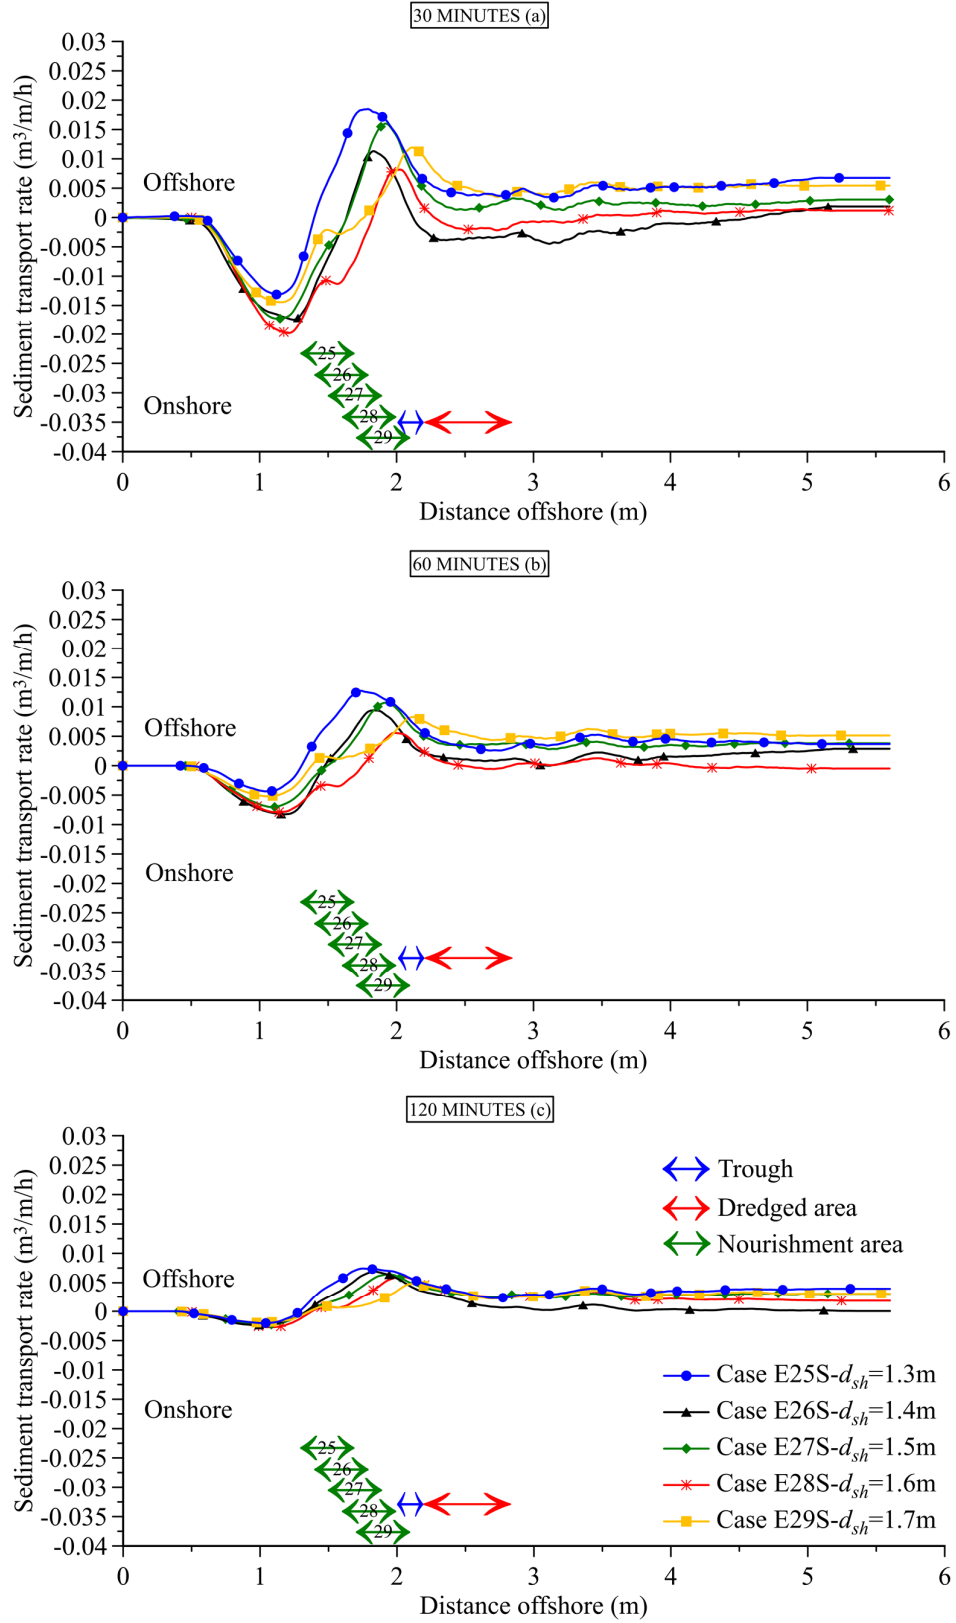 30 MINUTES (a)
Sediment transport rate (m³/m/h)
0.03
0.025
0.02
0.015
0.01
0.005
0
-0.005
-0.01
-0.015
-0.02
-0.025
-0.03
-0.035
-0.04
Offshore
Onshore
25
26
27
28
29
0 1 2 3 4 5 6
Distance offshore (m)
60 MINUTES (b)
Sediment transport rate (m³/m/h)
0.03
0.025
0.02
0.015
0.01
0.005
0
-0.005
-0.01
-0.015
-0.02
-0.025
-0.03
-0.035
-0.04
Offshore
Onshore
25
26
27
28
29
0 1 2 3 4 5 6
Distance offshore (m)
120 MINUTES (c)
Sediment transport rate (m³/m/h)
0.03
0.025
0.02
0.015
0.01
0.005
0
-0.005
-0.01
-0.015
-0.02
-0.025
-0.03
-0.035
-0.04
Offshore
Onshore
Trough
Dredged area
Nourishment area
Case E25S-dsh=1.3m
Case E26S-dsh=1.4m
Case E27S-dsh=1.5m
Case E28S-dsh=1.6m
Case E29S-dsh=1.7m
25
26
27
28
29
0 1 2 3 4 5 6
Distance offshore (m)